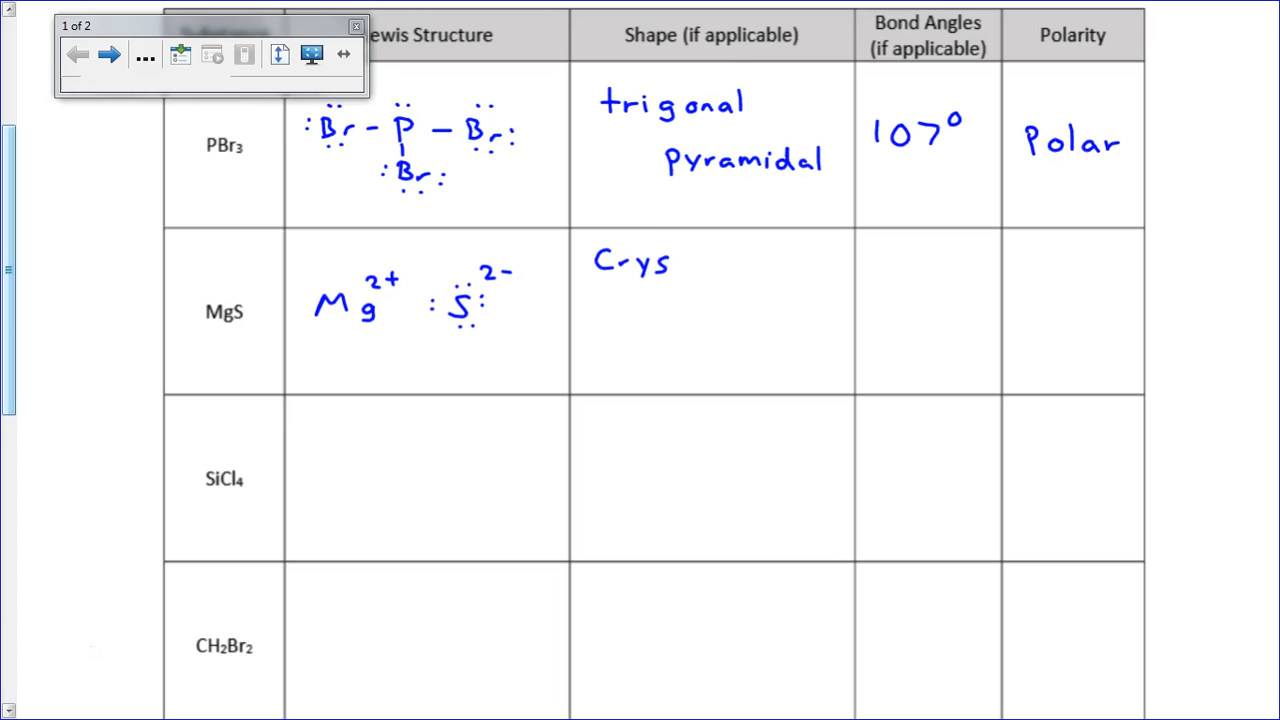 1 of 2
ewis Structure
Shape (if applicable)
Bond Angles
(if applicable)
Polarity
PBr₃
:Br - P - Br:
:Br:
trigonal
pyramidal
107°
Polar
MgS
Mg²⁺ :S:²⁻
Crys
SiCl₄
CH₂Br₂